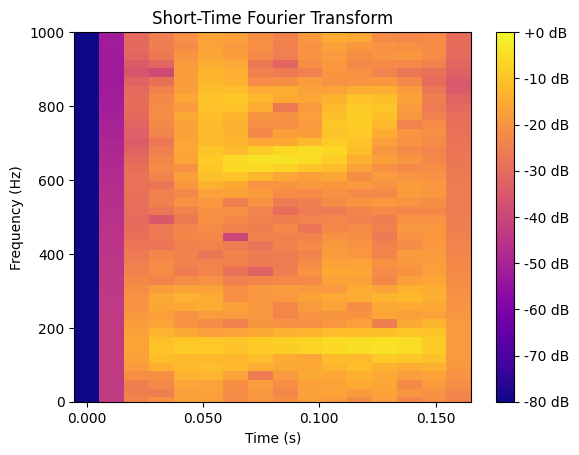 Short-Time Fourier Transform
1000
800
600
400
200
0
Frequency (Hz)
0.000
0.050
0.100
0.150
Time (s)
+0 dB
-10 dB
-20 dB
-30 dB
-40 dB
-50 dB
-60 dB
-70 dB
-80 dB